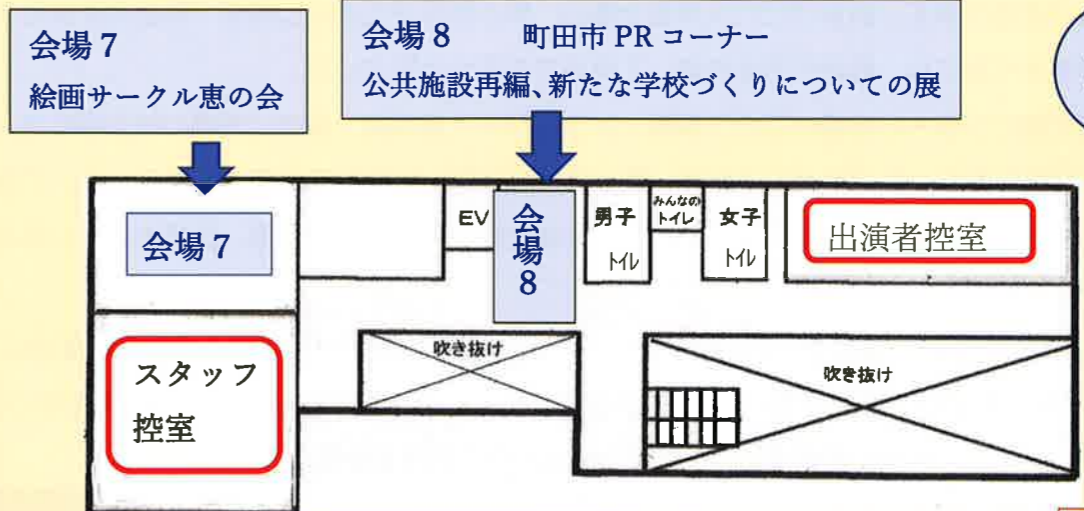 会場7
絵画サークル恵の会
会場8　町田市 PR コーナー
公共施設再編、新たな学校づくりについての展
会場7
EV
会場8
男子トイレ
みんなのトイレ
女子トイレ
出演者控室
スタッフ控室
吹き抜け
吹き抜け